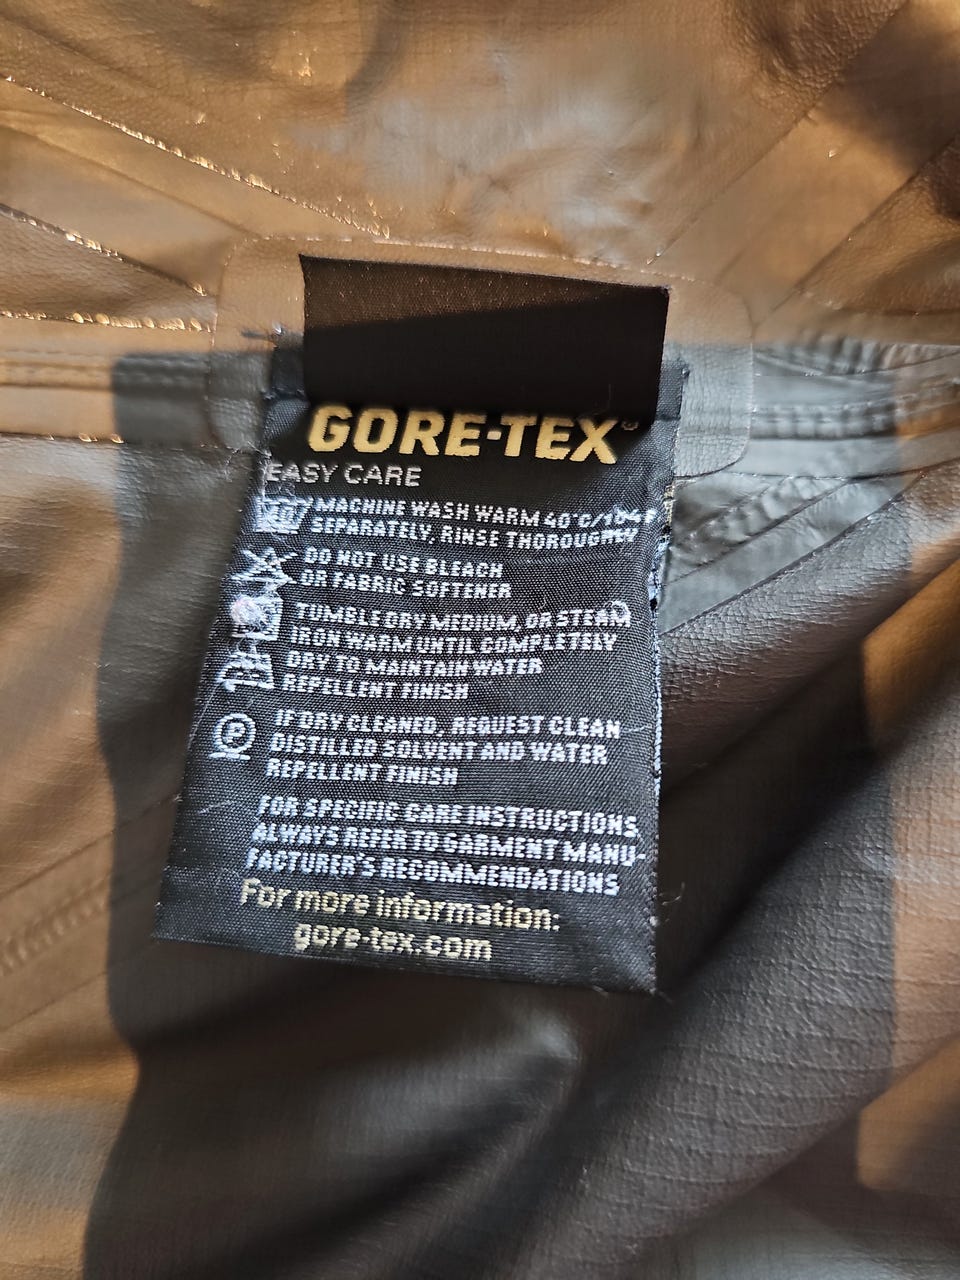 GORE-TEX®
EASY CARE
MACHINE WASH WARM 40°C/
SEPARATELY, RINSE THOROUGHLY
DO NOT USE BLEACH
OR FABRIC SOFTENER
TUMBLE DRY MEDIUM, OR STEAM
IRON WARM UNTIL COMPLETELY
DRY TO MAINTAIN WATER
REPELLENT FINISH
P
IF DRY CLEANED, REQUEST CLEAN
DISTILLED SOLVENT AND WATER
REPELLENT FINISH
FOR SPECIFIC CARE INSTRUCTIONS
ALWAYS REFER TO GARMENT MANU-
FACTURER'S RECOMMENDATIONS
For more information:
gore-tex.com